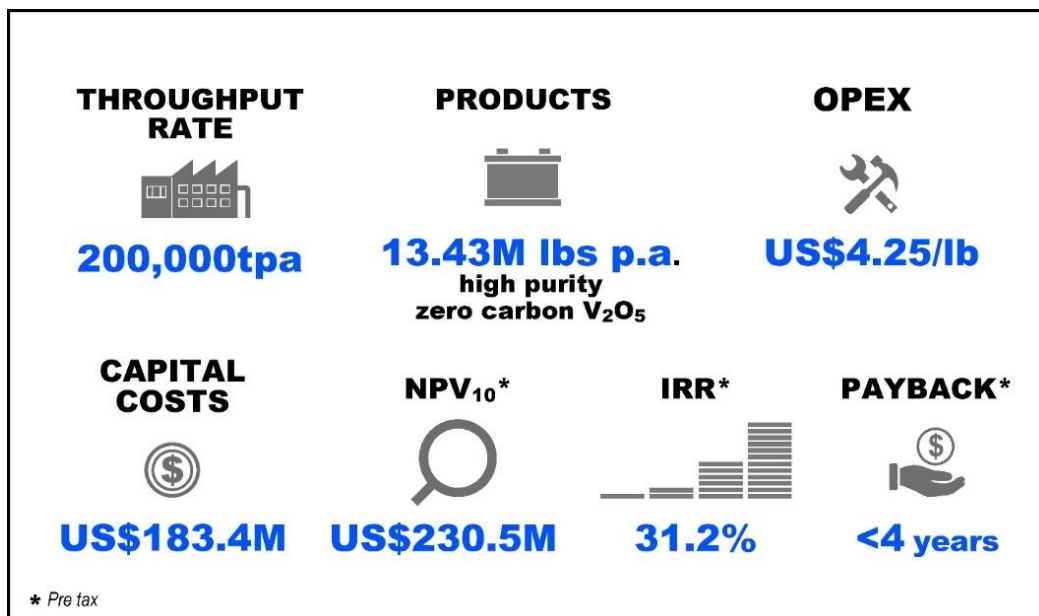 THROUGHPUT
RATE
200,000tpa
PRODUCTS
13.43M lbs p.a.
high purity
zero carbon V₂O₅
OPEX
US$4.25/lb
CAPITAL
COSTS
$
US$183.4M
NPV₁₀*
US$230.5M
IRR*
31.2%
PAYBACK*
$
<4 years
* Pre tax